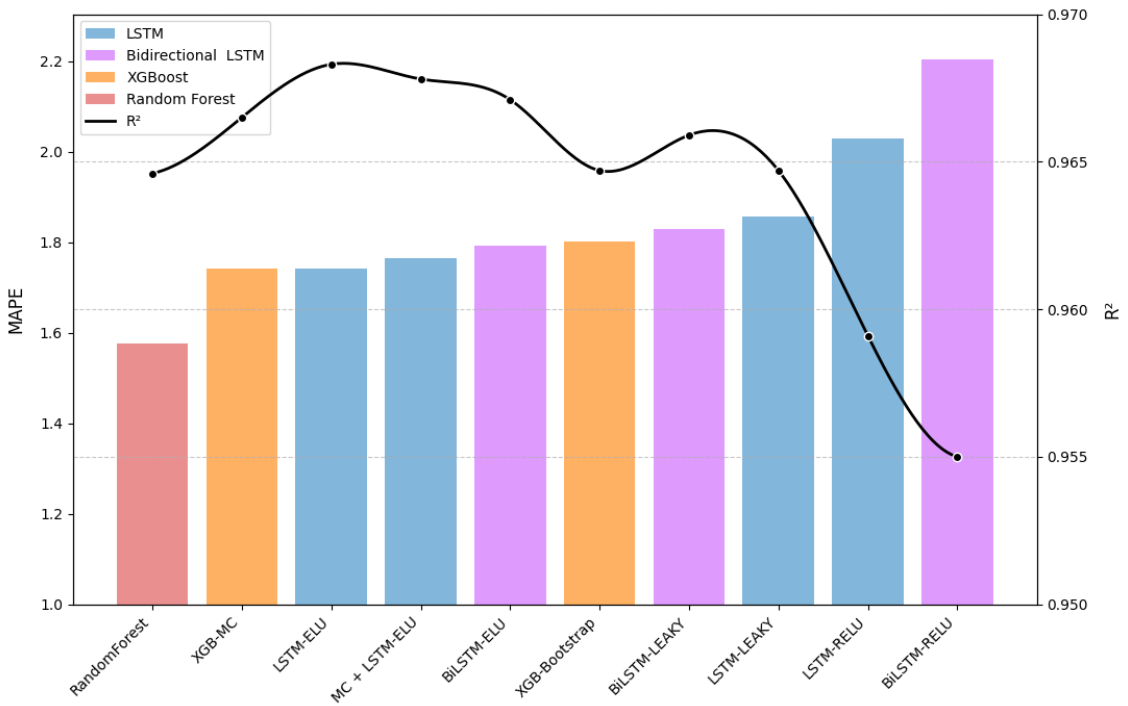 LSTM
Bidirectional  LSTM
XGBoost
Random Forest
R²
MAPE
2.2
2.0
1.8
1.6
1.4
1.2
1.0
0.970
0.965
0.960
0.955
0.950
R²
RandomForest
XGB-MC
LSTM-ELU
MC + LSTM-ELU
BiLSTM-ELU
XGB-Bootstrap
BiLSTM-LEAKY
LSTM-LEAKY
LSTM-RELU
BiLSTM-RELU